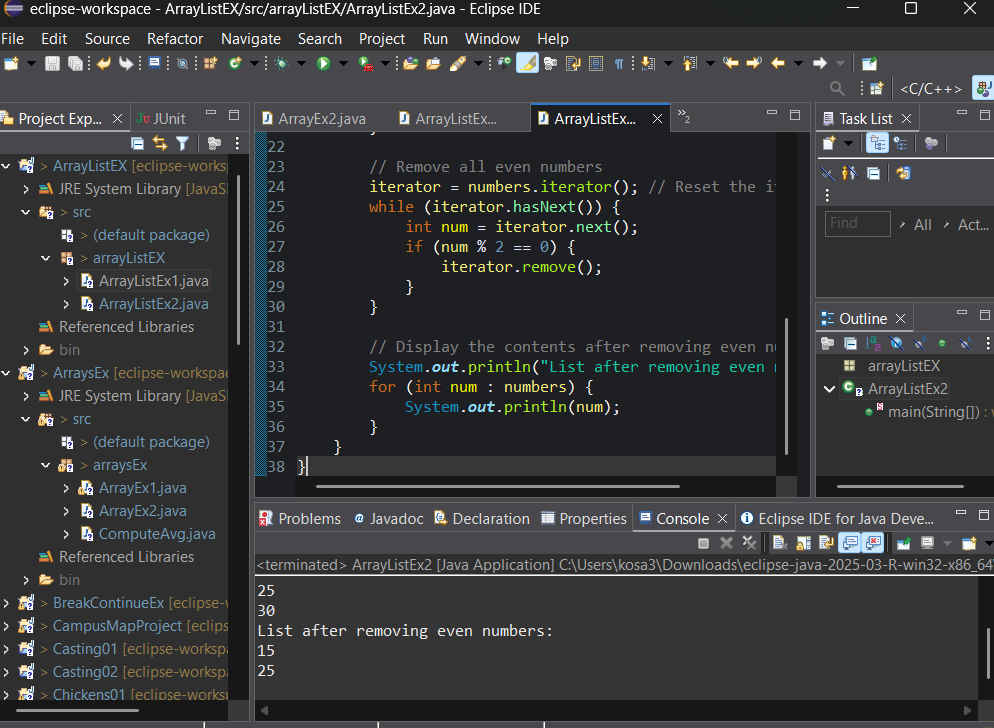 eclipse-workspace - ArrayListEX/src/arrayListEX/ArrayListEx2.java - Eclipse IDE
File Edit Source Refactor Navigate Search Project Run Window Help
<C/C++>
Project Exp...
JUnit
ArrayListEX [eclipse-works
JRE System Library [JavaS
src
(default package)
arrayListEX
ArrayListEx1.java
ArrayListEx2.java
Referenced Libraries
bin
ArraysEx [eclipse-workspac
JRE System Library [JavaS
src
(default package)
arraysEx
ArrayEx1.java
ArrayEx2.java
ComputeAvg.java
Referenced Libraries
bin
BreakContinueEx [eclipse-w
CampusMapProject [eclips
Casting01 [eclipse-workspa
Casting02 [eclipse-workspa
Chickens01 [eclipse-works
ArrayEx2.java
ArrayListEx...
ArrayListEx...
2
22 }
23 // Remove all even numbers
24 iterator = numbers.iterator(); // Reset the it
25 while (iterator.hasNext()) {
26 int num = iterator.next();
27 if (num % 2 == 0) {
28 iterator.remove();
29 }
30 }
31
32 // Display the contents after removing even nu
33 System.out.println("List after removing even n
34 for (int num : numbers) {
35 System.out.println(num);
36 }
37 }
38 }
Task List
Find
All
Act...
Outline
arrayListEX
ArrayListEx2
main(String[]) : v
Problems
@ Javadoc
Declaration
Properties
Console
Eclipse IDE for Java Deve...
<terminated> ArrayListEx2 [Java Application] C:\Users\kosa3\Downloads\eclipse-java-2025-03-R-win32-x86_64
25
30
List after removing even numbers:
15
25